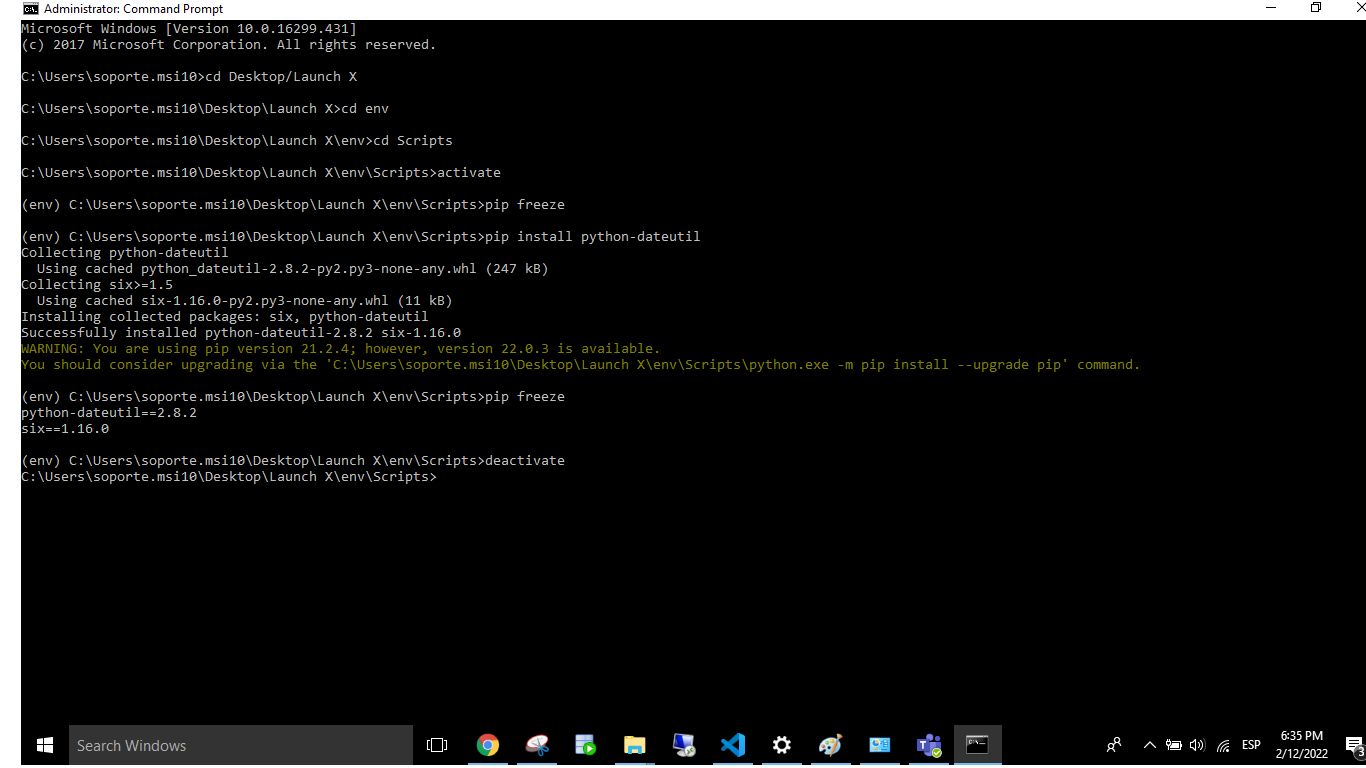 Administrator: Command Prompt
Microsoft Windows [Version 10.0.16299.431]
(c) 2017 Microsoft Corporation. All rights reserved.
C:\Users\soporte.msi10>cd Desktop/Launch X
C:\Users\soporte.msi10\Desktop\Launch X>cd env
C:\Users\soporte.msi10\Desktop\Launch X\env>cd Scripts
C:\Users\soporte.msi10\Desktop\Launch X\env\Scripts>activate
(env) C:\Users\soporte.msi10\Desktop\Launch X\env\Scripts>pip freeze
(env) C:\Users\soporte.msi10\Desktop\Launch X\env\Scripts>pip install python-dateutil
Collecting python-dateutil
  Using cached python_dateutil-2.8.2-py2.py3-none-any.whl (247 kB)
Collecting six>=1.5
  Using cached six-1.16.0-py2.py3-none-any.whl (11 kB)
Installing collected packages: six, python-dateutil
Successfully installed python-dateutil-2.8.2 six-1.16.0
WARNING: You are using pip version 21.2.4; however, version 22.0.3 is available.
You should consider upgrading via the 'C:\Users\soporte.msi10\Desktop\Launch X\env\Scripts\python.exe -m pip install --upgrade pip' command.
(env) C:\Users\soporte.msi10\Desktop\Launch X\env\Scripts>pip freeze
python-dateutil==2.8.2
six==1.16.0
(env) C:\Users\soporte.msi10\Desktop\Launch X\env\Scripts>deactivate
C:\Users\soporte.msi10\Desktop\Launch X\env\Scripts>
Search Windows
ESP
6:35 PM
2/12/2022
3